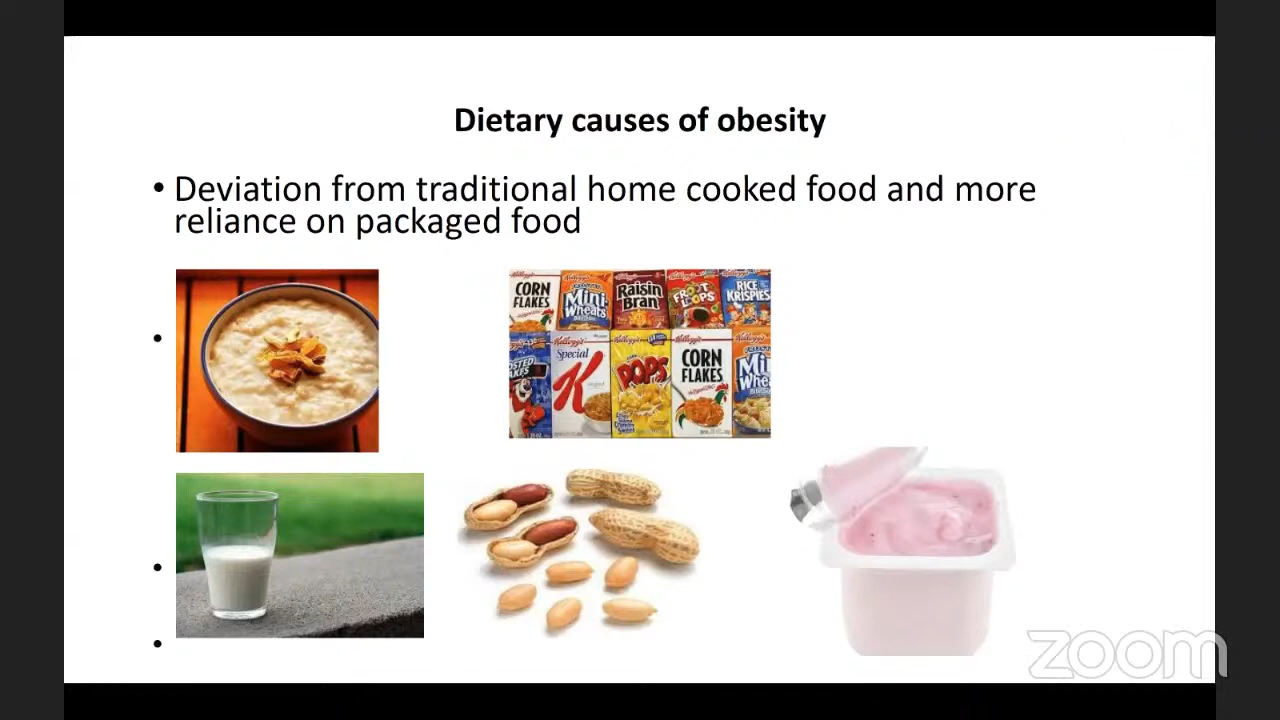 Dietary causes of obesity
• Deviation from traditional home cooked food and more
reliance on packaged food
CORN FLAKES
Mini-Wheats
Raisin Bran
FROOT LOOPS
RICE KRISPIES
Special K
POPS
CORN FLAKES
zoom